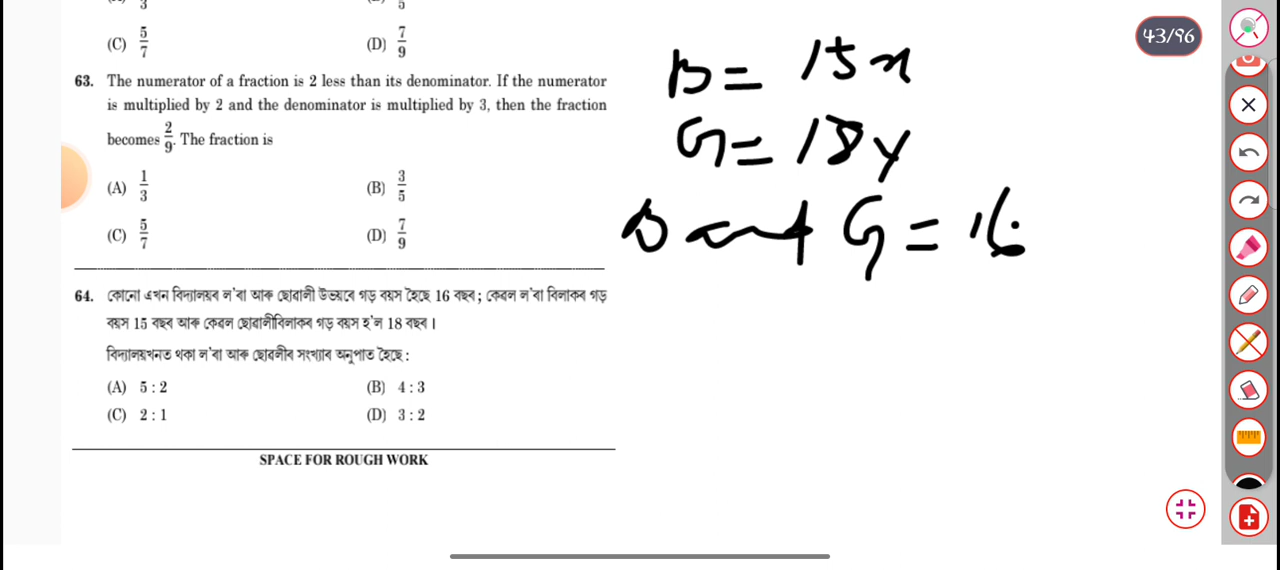 (C) 5/7 (D) 7/9
63. The numerator of a fraction is 2 less than its denominator. If the numerator
is multiplied by 2 and the denominator is multiplied by 3, then the fraction
becomes 2/9. The fraction is
(A) 1/3 (B) 3/5
(C) 5/7 (D) 7/9
64. কোনো এখন বিদ্যালয়ৰ ল'ৰা আৰু ছোৱালী উভয়ৰে গড় বয়স হৈছে 16 বছৰ ; কেৱল ল'ৰা বিলাকৰ গড়
বয়স 15 বছৰ আৰু কেৱল ছোৱালীবিলাকৰ গড় বয়স হ'ল 18 বছৰ ।
বিদ্যালয়খনত থকা ল'ৰা আৰু ছোৱলীৰ সংখ্যাৰ অনুপাত হৈছে :
(A) 5 : 2 (B) 4 : 3
(C) 2 : 1 (D) 3 : 2
SPACE FOR ROUGH WORK
B = 15x
G = 18y
B and G = 16
43/96